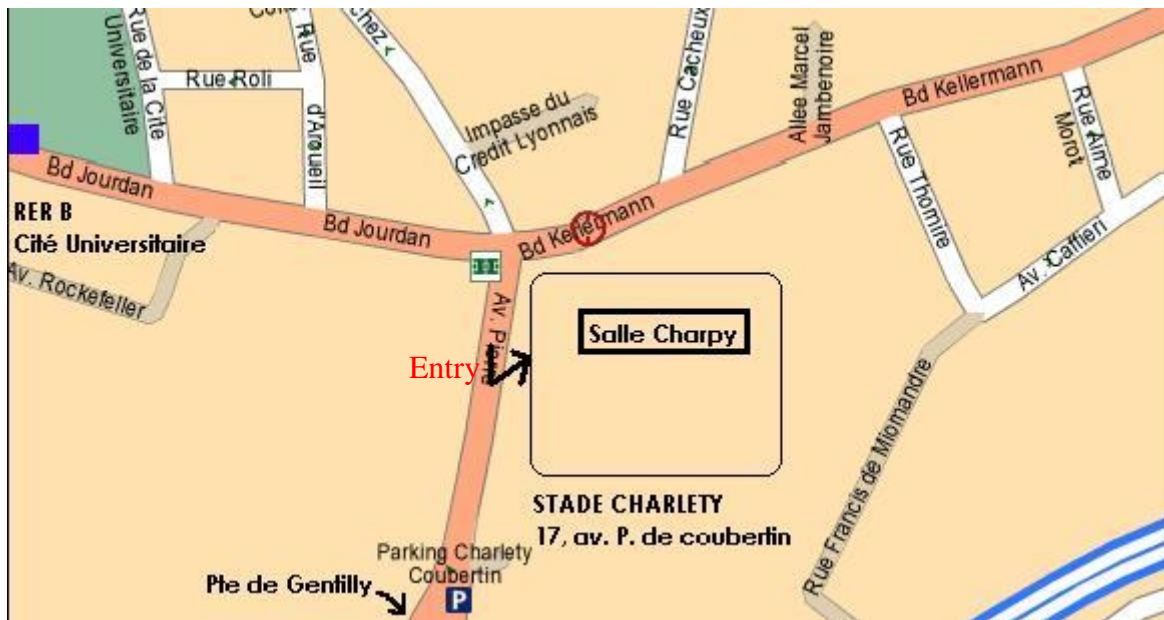 Universitaire
Rue de la Cite
Rue Roli
Rue
d'Arcueil
chez
Impasse du
Credit Lyonnais
Rue Cacheux
Allee Marcel
Jambenoire
Bd Kellermann
Rue Aime
Morot
Rue Thomire
Av. Caffieri
Bd Jourdan
Bd Jourdan
Bd Kellermann
RER B
Cité Universitaire
Av. Rockefeller
Av. Pierre
Entry
Salle Charpy
Rue Francis de Miomandre
STADE CHARLETY
17, av. P. de coubertin
Parking Charlety
Coubertin
Pte de Gentilly
P